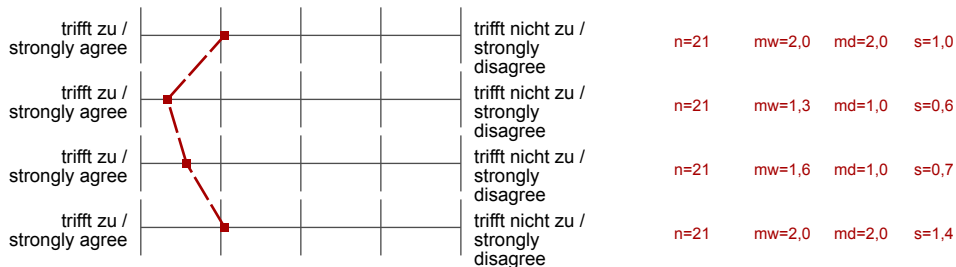 trifft zu /
strongly agree
trifft nicht zu /
strongly
disagree
n=21 mw=2,0 md=2,0 s=1,0
trifft zu /
strongly agree
trifft nicht zu /
strongly
disagree
n=21 mw=1,3 md=1,0 s=0,6
trifft zu /
strongly agree
trifft nicht zu /
strongly
disagree
n=21 mw=1,6 md=1,0 s=0,7
trifft zu /
strongly agree
trifft nicht zu /
strongly
disagree
n=21 mw=2,0 md=2,0 s=1,4